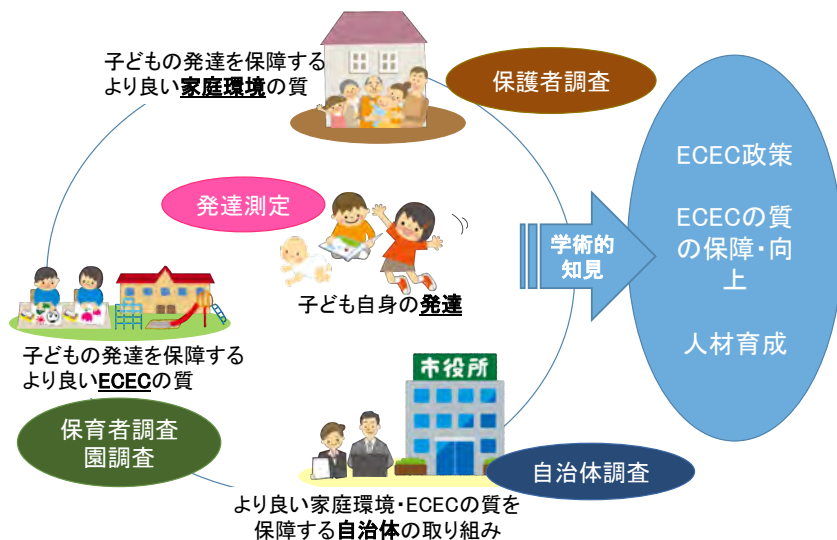 子どもの発達を保障する
より良い家庭環境の質
保護者調査
発達測定
子ども自身の発達
子どもの発達を保障する
より良いECECの質
保育者調査
園調査
市役所
自治体調査
より良い家庭環境・ECECの質を
保障する自治体の取り組み
学術的
知見
ECEC政策
ECECの質
の保障・向
上
人材育成